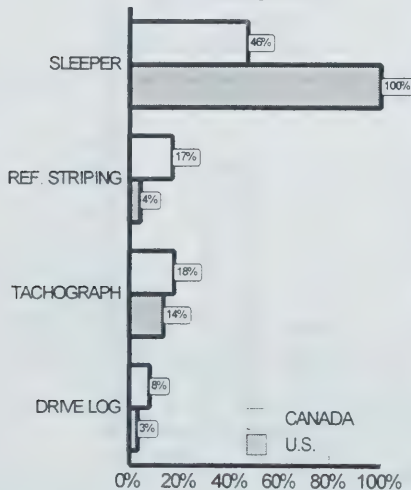 46%
SLEEPER
100%
17%
REF. STRIPING
4%
18%
TACHOGRAPH
14%
8%
DRIVE LOG
3%
CANADA
U.S.
0% 20% 40% 60% 80% 100%